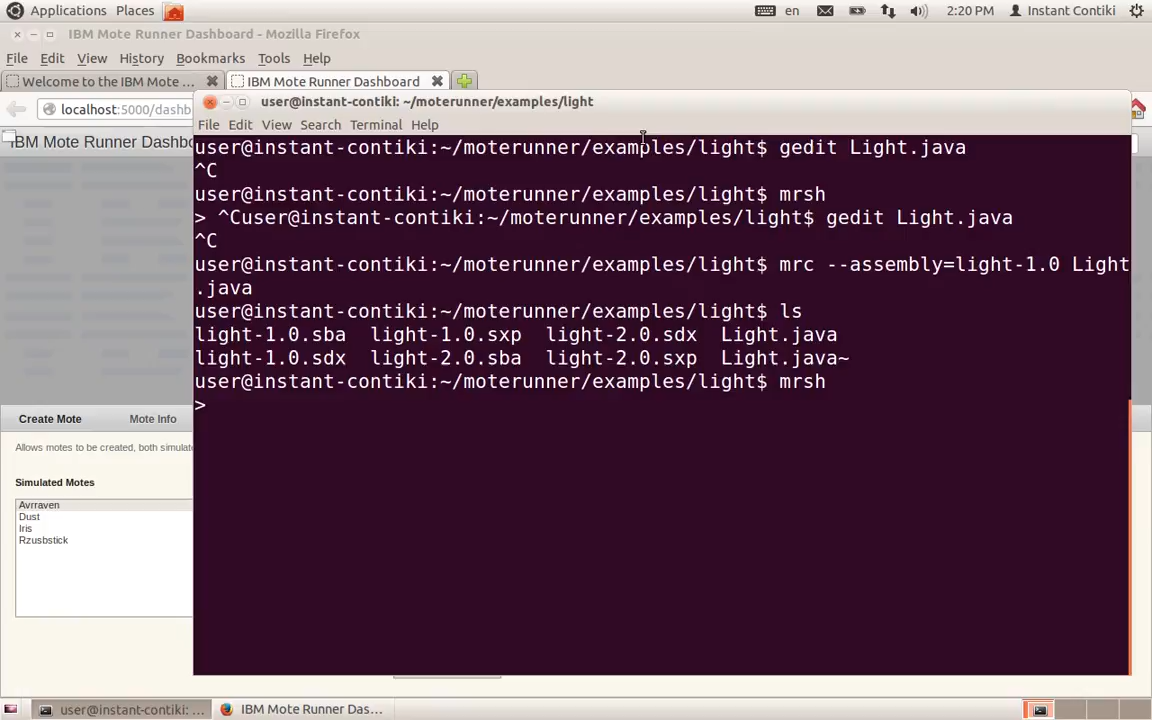 Applications Places en 2:20 PM Instant Contiki
IBM Mote Runner Dashboard - Mozilla Firefox
File Edit View History Bookmarks Tools Help
Welcome to the IBM Mote ... IBM Mote Runner Dashboard
localhost:5000/dashb
user@instant-contiki: ~/moterunner/examples/light
File Edit View Search Terminal Help
IBM Mote Runner Dashbo
user@instant-contiki:~/moterunner/examples/light$ gedit Light.java
^C
user@instant-contiki:~/moterunner/examples/light$ mrsh
> ^Cuser@instant-contiki:~/moterunner/examples/light$ gedit Light.java
^C
user@instant-contiki:~/moterunner/examples/light$ mrc --assembly=light-1.0 Light
.java
user@instant-contiki:~/moterunner/examples/light$ ls
light-1.0.sba light-1.0.sxp light-2.0.sdx Light.java
light-1.0.sdx light-2.0.sba light-2.0.sxp Light.java~
user@instant-contiki:~/moterunner/examples/light$ mrsh
>
Create Mote Mote Info
Allows motes to be created, both simulat
Simulated Motes
Avrraven
Dust
Iris
Rzusbstick
user@instant-contiki: ... IBM Mote Runner Das...